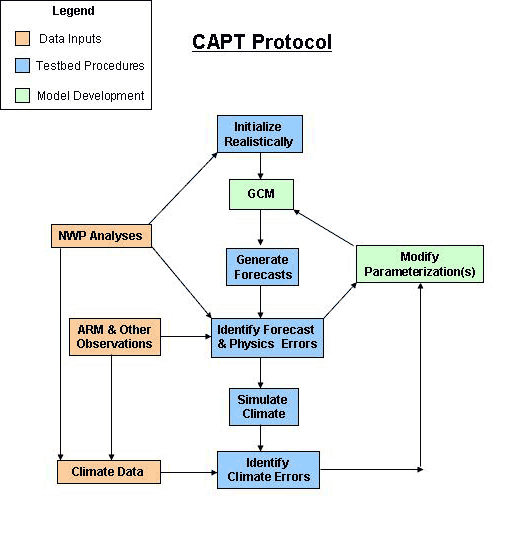 Legend
Data Inputs
Testbed Procedures
Model Development
CAPT Protocol
Initialize
Realistically
GCM
NWP Analyses
Generate
Forecasts
Modify
Parameterization(s)
ARM & Other
Observations
Identify Forecast
& Physics Errors
Simulate
Climate
Climate Data
Identify
Climate Errors